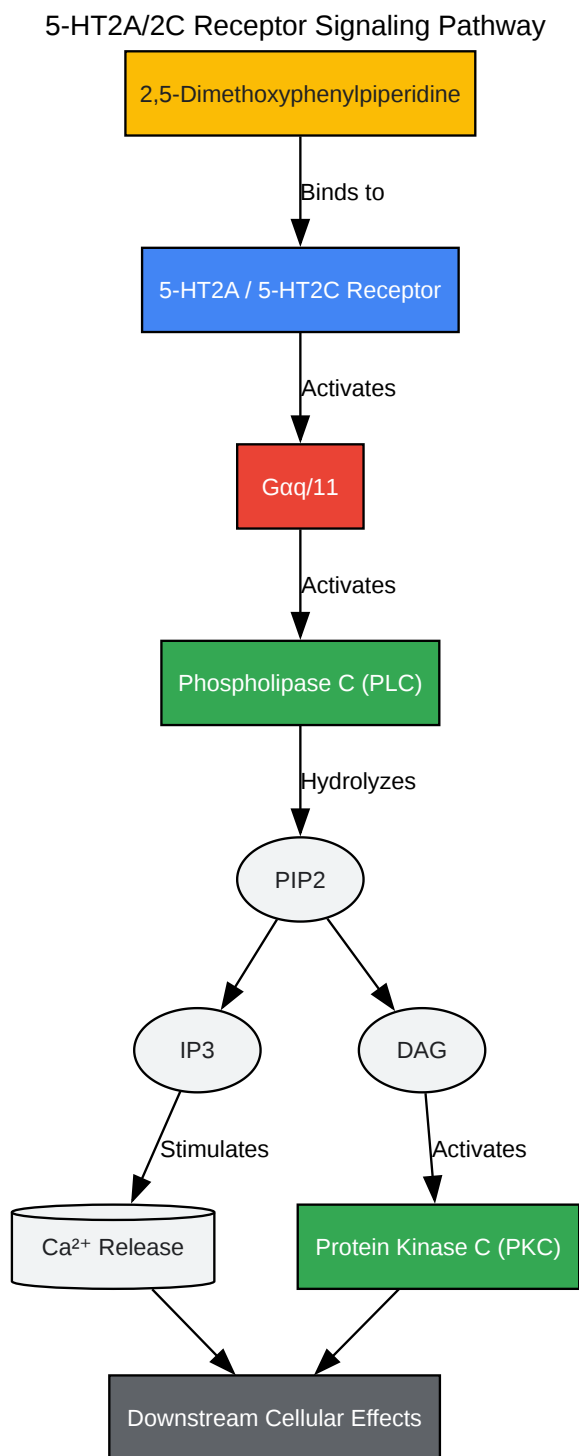 5-HT2A/2C Receptor Signaling Pathway
2,5-Dimethoxyphenylpiperidine
Binds to
5-HT2A / 5-HT2C Receptor
Activates
Gαq/11
Activates
Phospholipase C (PLC)
Hydrolyzes
PIP2
IP3
DAG
Stimulates
Activates
Ca²⁺ Release
Protein Kinase C (PKC)
Downstream Cellular Effects